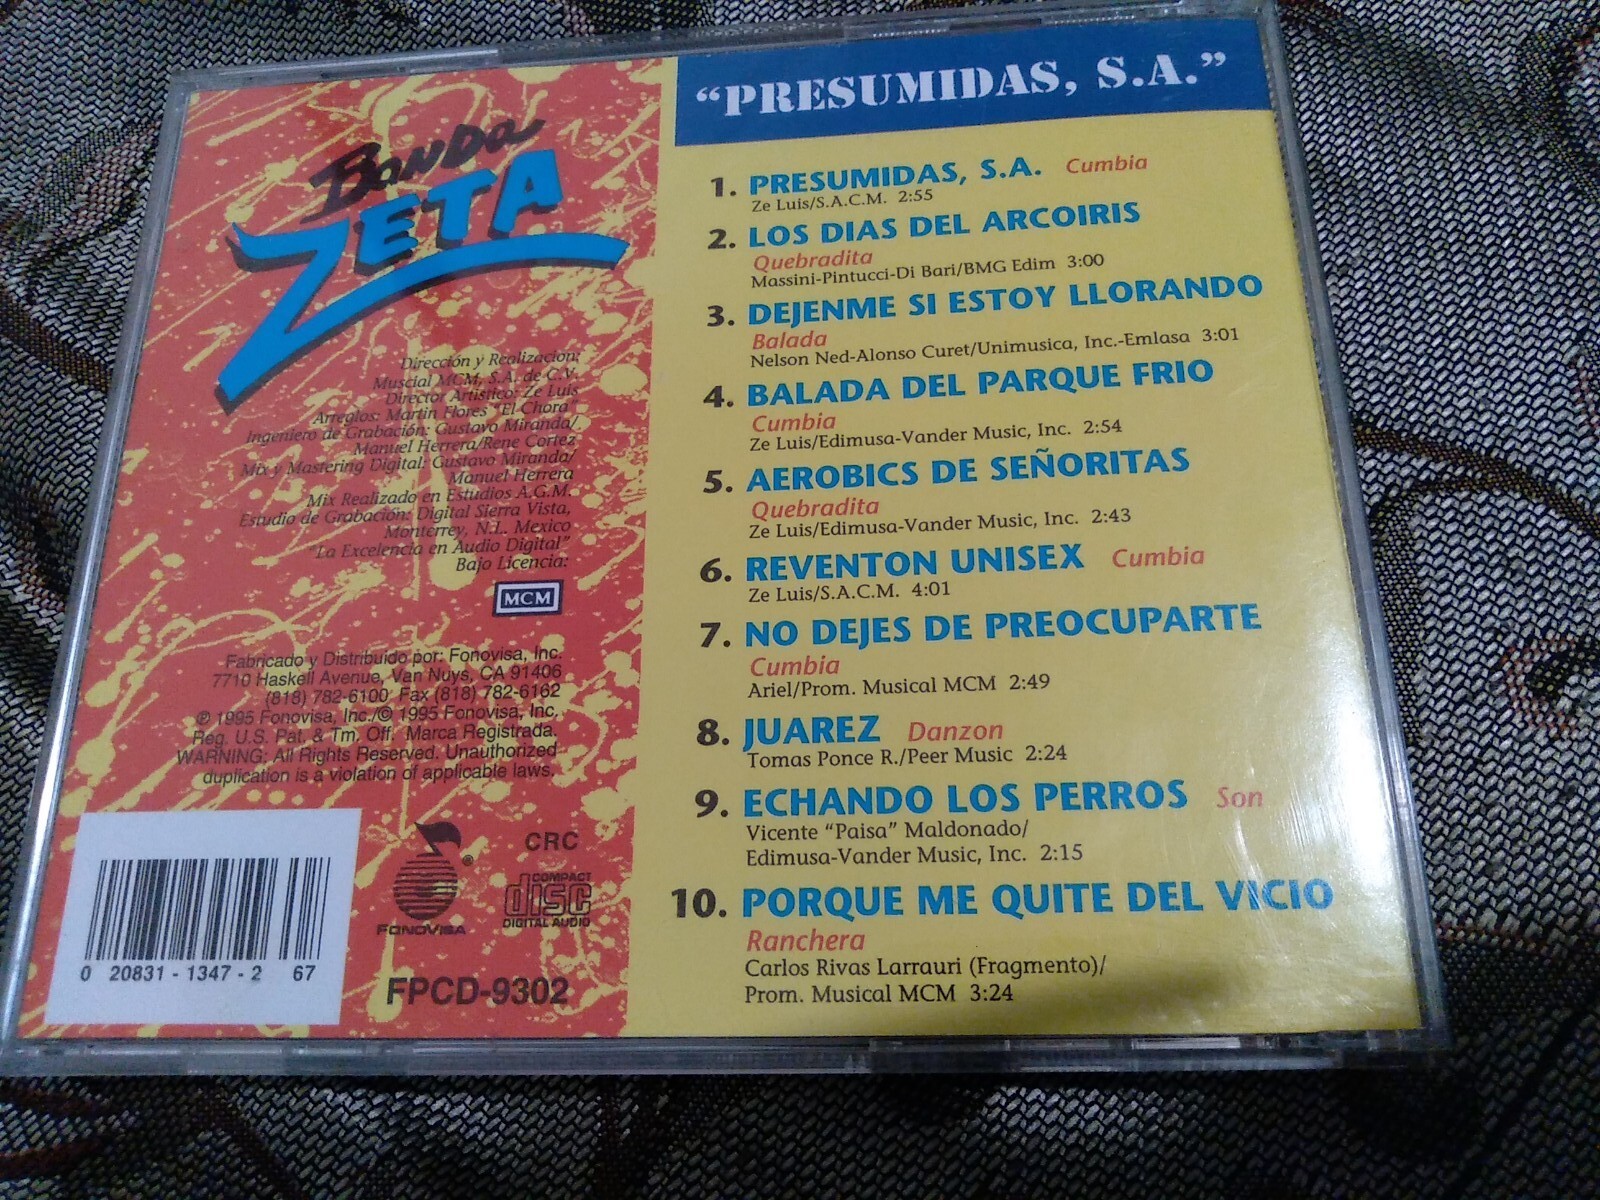 BANDA
ZETA
Dirección y Realización:
Muscial MCM, S.A. de C.V.
Director Artistico: Ze Luis
Arreglos: Martin Flores "El Chora"
Ingeniero de Grabación: Gustavo Miranda/
Manuel Herrera/Rene Cortez
Mix y Mastering Digital: Gustavo Miranda/
Manuel Herrera
Mix Realizado en Estudios A.G.M.
Estudio de Grabación: Digital Sierra Vista,
Monterrey, N.L. Mexico
"La Excelencia en Audio Digital"
Bajo Licencia:
MCM
Fabricado y Distribuido por: Fonovisa, Inc.
7710 Haskell Avenue, Van Nuys, CA 91406
(818) 782-6100 Fax (818) 782-6162
℗ 1995 Fonovisa, Inc./© 1995 Fonovisa, Inc.
Reg. U.S. Pat. & Tm. Off. Marca Registrada.
WARNING: All Rights Reserved. Unauthorized
duplication is a violation of applicable laws.
FONOVISA ®
CRC
COMPACT
disc
DIGITAL AUDIO
0 20831-1347-2 67
FPCD-9302
"PRESUMIDAS, S.A."
1. PRESUMIDAS, S.A. Cumbia
Ze Luis/S.A.C.M. 2:55
2. LOS DIAS DEL ARCOIRIS
Quebradita
Massini-Pintucci-Di Bari/BMG Edim 3:00
3. DEJENME SI ESTOY LLORANDO
Balada
Nelson Ned-Alonso Curet/Unimusica, Inc.-Emlasa 3:01
4. BALADA DEL PARQUE FRIO
Cumbia
Ze Luis/Edimusa-Vander Music, Inc. 2:54
5. AEROBICS DE SEÑORITAS
Quebradita
Ze Luis/Edimusa-Vander Music, Inc. 2:43
6. REVENTON UNISEX Cumbia
Ze Luis/S.A.C.M. 4:01
7. NO DEJES DE PREOCUPARTE
Cumbia
Ariel/Prom. Musical MCM 2:49
8. JUAREZ Danzon
Tomas Ponce R./Peer Music 2:24
9. ECHANDO LOS PERROS Son
Vicente "Paisa" Maldonado/
Edimusa-Vander Music, Inc. 2:15
10. PORQUE ME QUITE DEL VICIO
Ranchera
Carlos Rivas Larrauri (Fragmento)/
Prom. Musical MCM 3:24